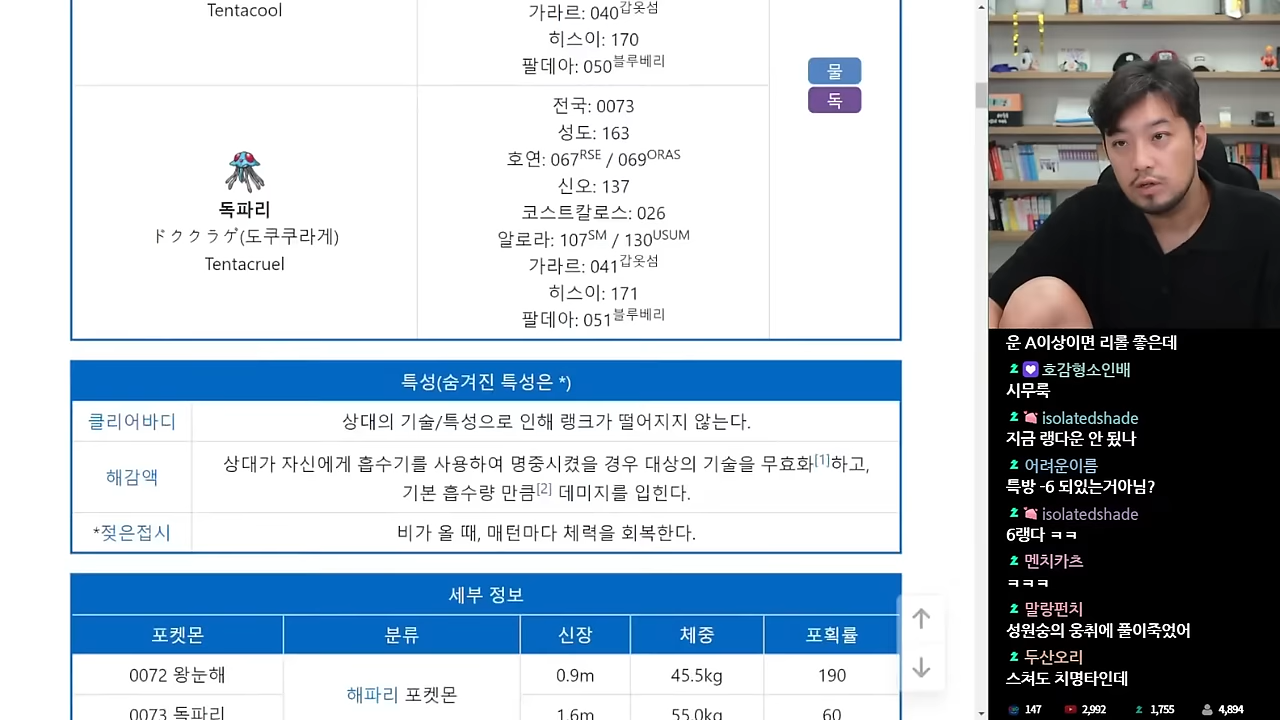 Tentacool
가라르: 040갑옷섬
히스이: 170
팔데아: 050블루베리
물
독
독파리
ドククラゲ(도쿠쿠라게)
Tentacruel
전국: 0073
성도: 163
호연: 067RSE / 069ORAS
신오: 137
코스트칼로스: 026
알로라: 107SM / 130USUM
가라르: 041갑옷섬
히스이: 171
팔데아: 051블루베리
특성(숨겨진 특성은 *)
클리어바디 상대의 기술/특성으로 인해 랭크가 떨어지지 않는다.
해감액 상대가 자신에게 흡수기를 사용하여 명중시켰을 경우 대상의 기술을 무효화[1]하고,
기본 흡수량 만큼[2] 데미지를 입힌다.
*젖은접시 비가 올 때, 매턴마다 체력을 회복한다.
세부 정보
포켓몬 분류 신장 체중 포획률
0072 왕눈해 해파리 포켓몬 0.9m 45.5kg 190
0073 독파리 1.6m 55.0kg 60
운 A이상이면 리롤 좋은데
호감형소인배
시무룩
isolatedshade
지금 랭다운 안 됬나
어려운이름
특방 -6 되있는거아님?
isolatedshade
6랭다 ㅋㅋ
멘치카츠
ㅋㅋㅋ
말랑펀치
성원숭의 웅취에 풀이죽었어
두산오리
스쳐도 치명타인데
147 2,992 1,755 4,894